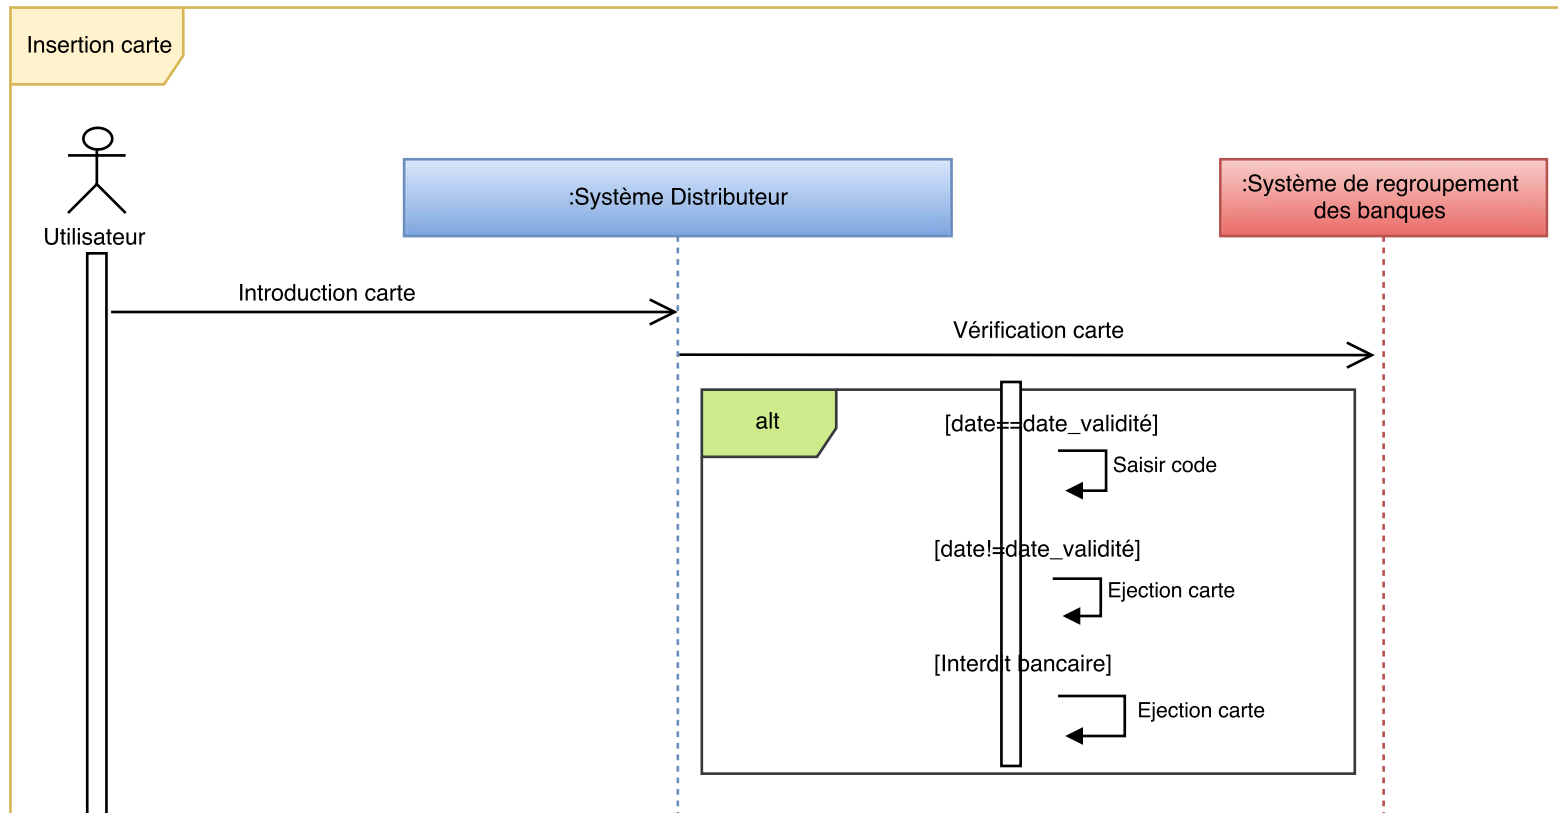 Insertion carte
Utilisateur
:Système Distributeur
:Système de regroupement
des banques
Introduction carte
Vérification carte
alt
[date==date_validité]
Saisir code
[date!=date_validité]
Ejection carte
[Interdit bancaire]
Ejection carte